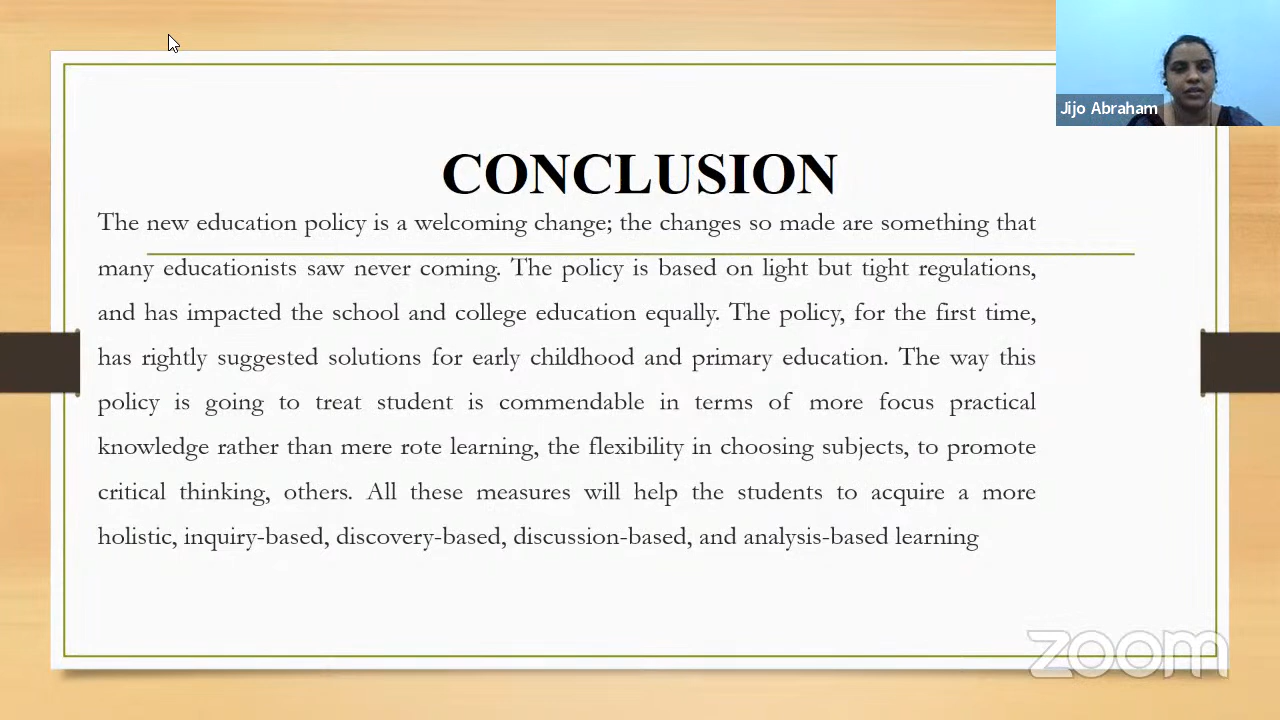 Jijo Abraham
CONCLUSION
The new education policy is a welcoming change; the changes so made are something that
many educationists saw never coming. The policy is based on light but tight regulations,
and has impacted the school and college education equally. The policy, for the first time,
has rightly suggested solutions for early childhood and primary education. The way this
policy is going to treat student is commendable in terms of more focus practical
knowledge rather than mere rote learning, the flexibility in choosing subjects, to promote
critical thinking, others. All these measures will help the students to acquire a more
holistic, inquiry-based, discovery-based, discussion-based, and analysis-based learning
zoom